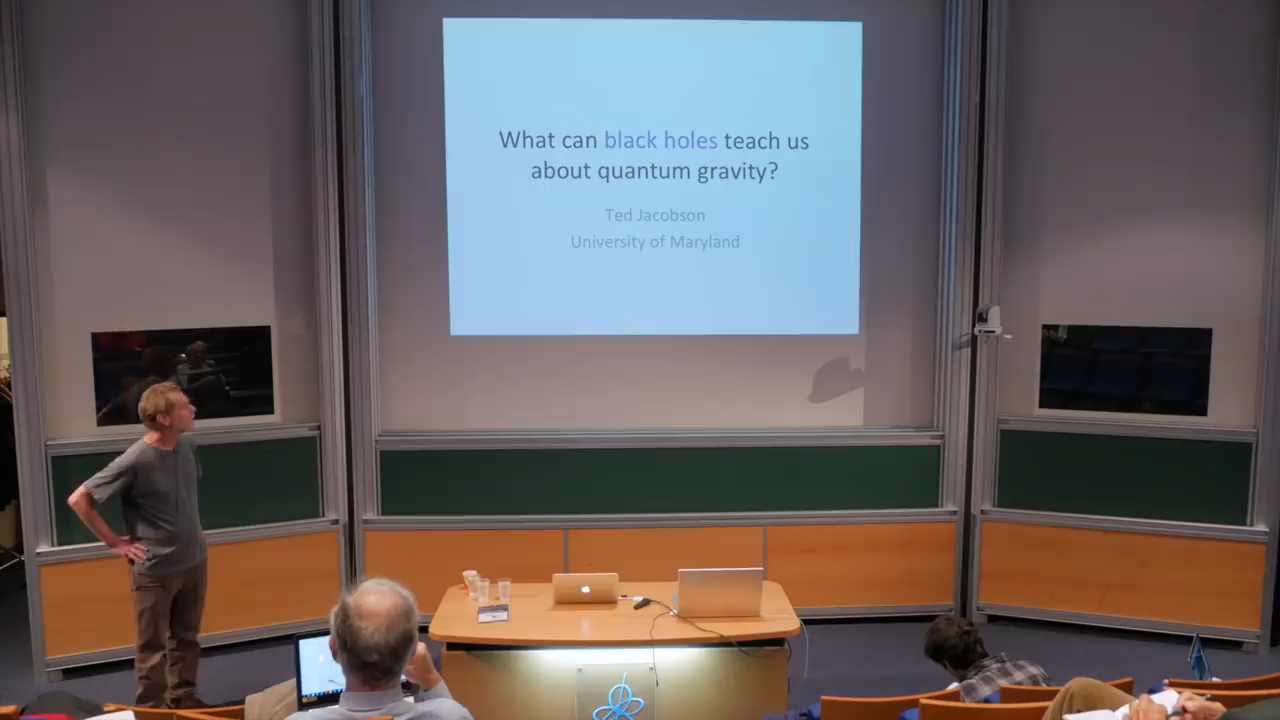 What can black holes teach us
about quantum gravity?
Ted Jacobson
University of Maryland